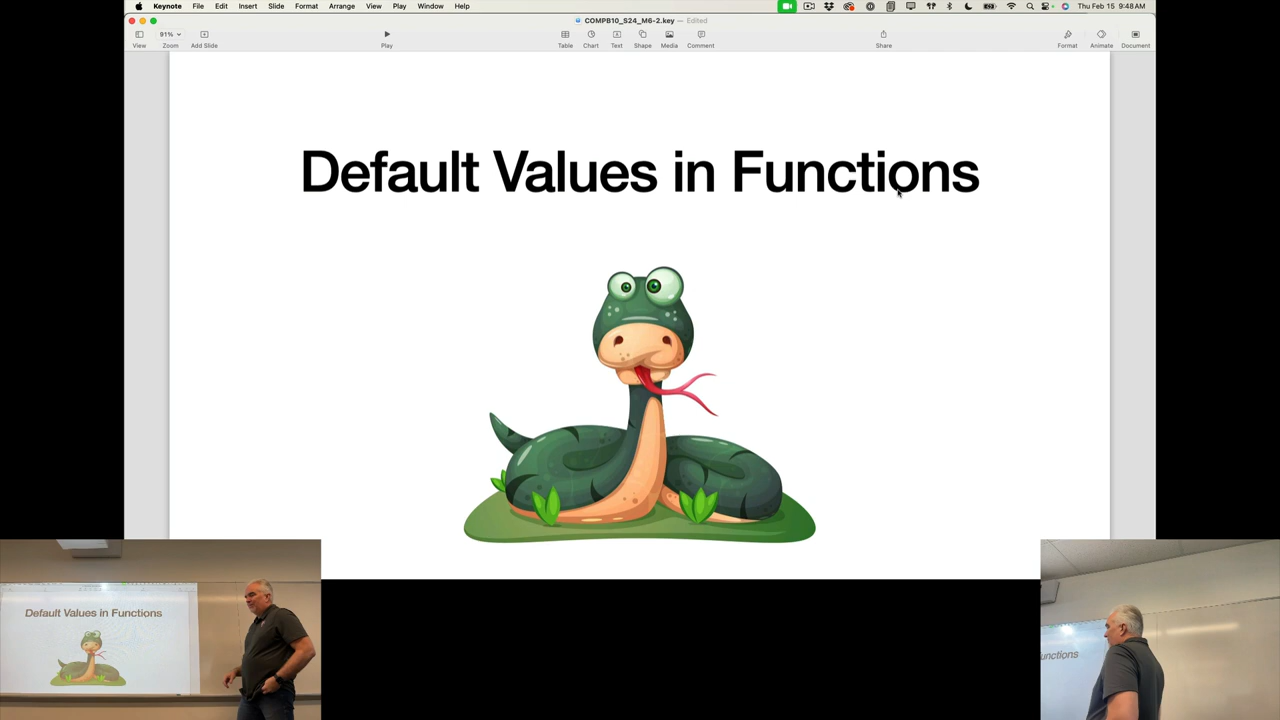 Keynote File Edit Insert Slide Format Arrange View Play Window Help Thu Feb 15 9:48 AM
COMPB10_S24_M6-2.key — Edited
91%
View Zoom Add Slide Play Table Chart Text Shape Media Comment Share Format Animate Document
Default Values in Functions
Default Values in Functions
unctions